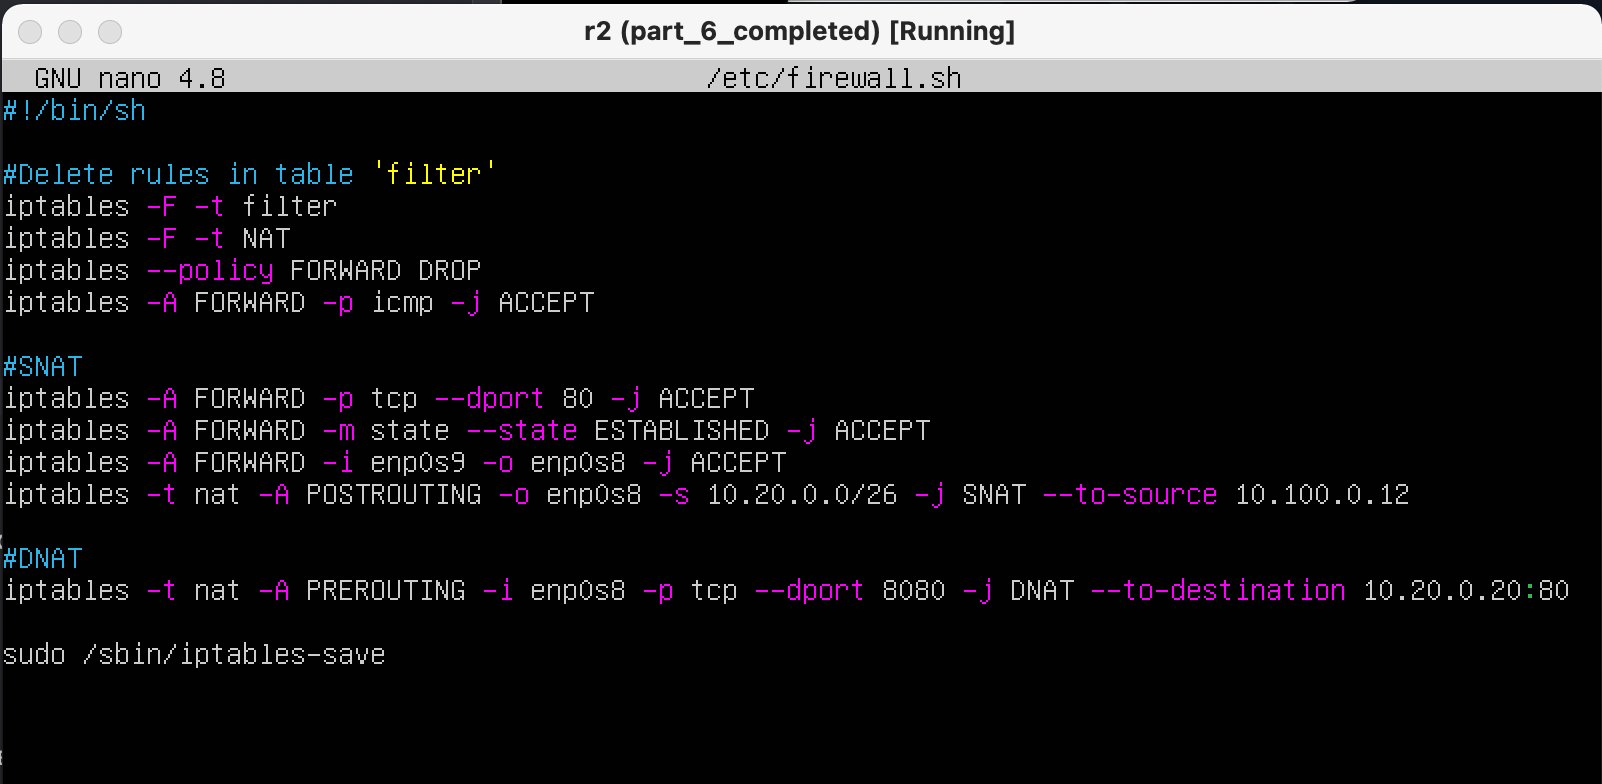 r2 (part_6_completed) [Running]
GNU nano 4.8 /etc/firewall.sh
#!/bin/sh
#Delete rules in table 'filter'
iptables -F -t filter
iptables -F -t NAT
iptables --policy FORWARD DROP
iptables -A FORWARD -p icmp -j ACCEPT
#SNAT
iptables -A FORWARD -p tcp --dport 80 -j ACCEPT
iptables -A FORWARD -m state --state ESTABLISHED -j ACCEPT
iptables -A FORWARD -i enp0s9 -o enp0s8 -j ACCEPT
iptables -t nat -A POSTROUTING -o enp0s8 -s 10.20.0.0/26 -j SNAT --to-source 10.100.0.12
#DNAT
iptables -t nat -A PREROUTING -i enp0s8 -p tcp --dport 8080 -j DNAT --to-destination 10.20.0.20:80
sudo /sbin/iptables-save